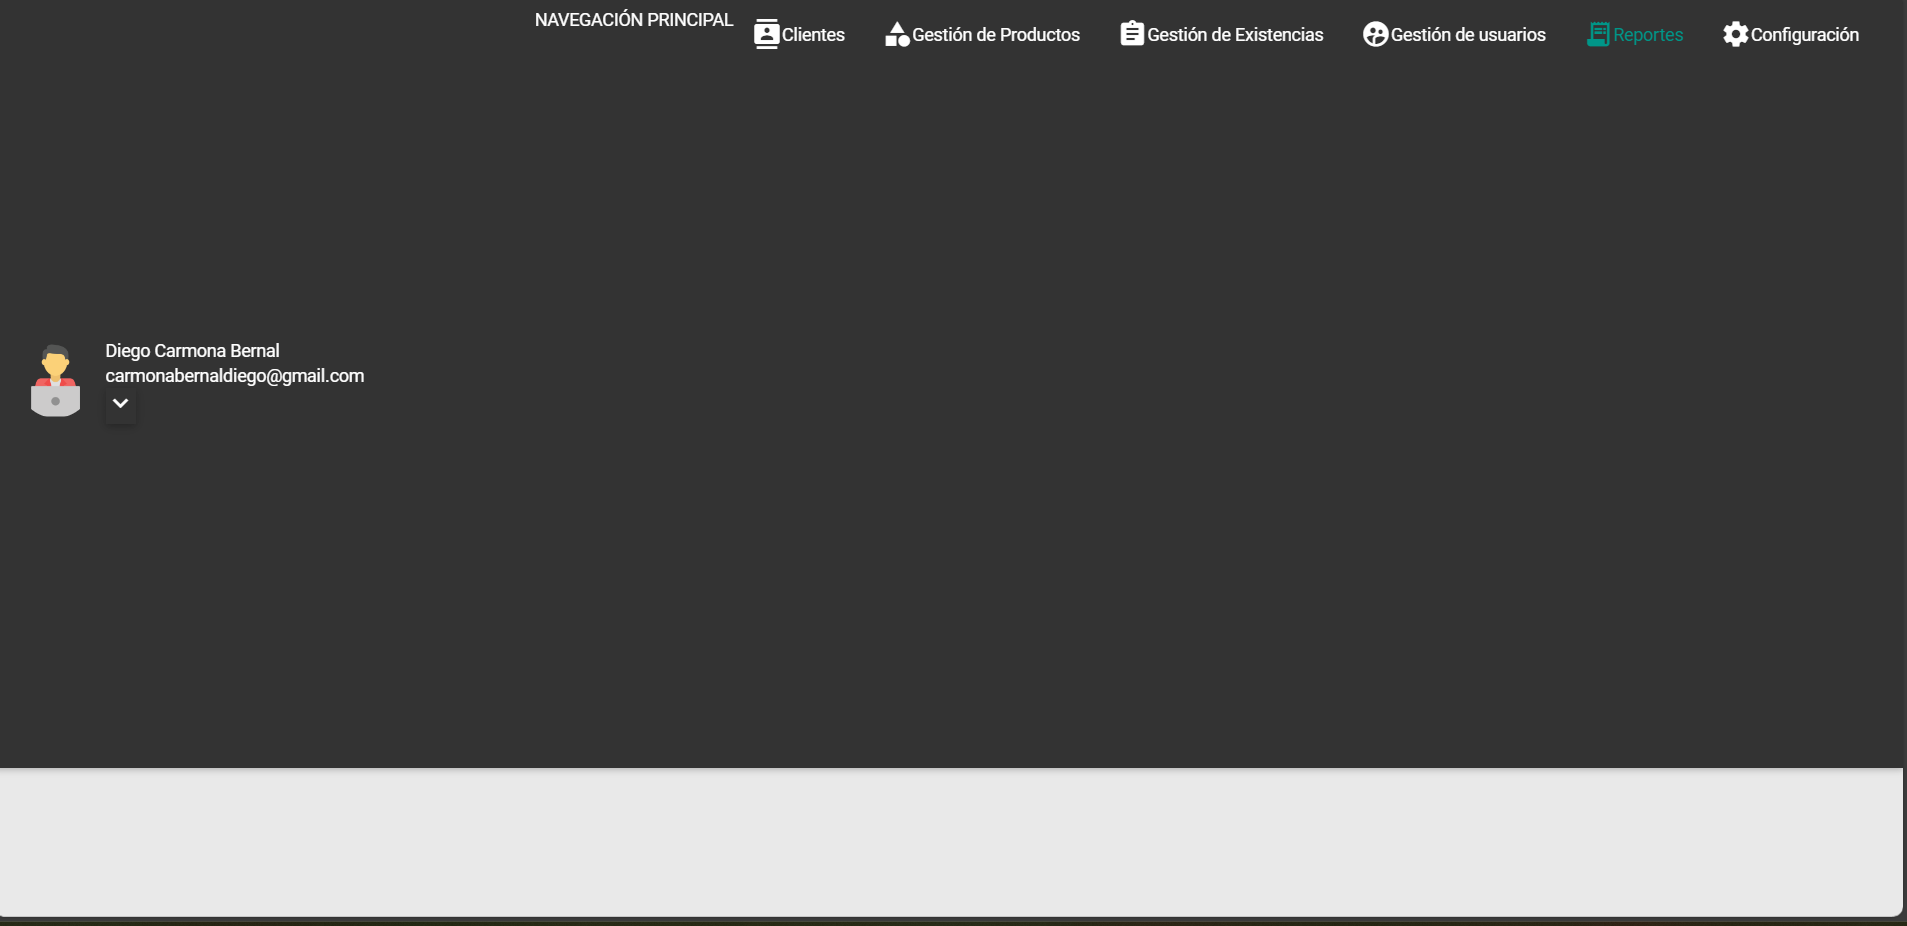 NAVEGACIÓN PRINCIPAL
Clientes
Gestión de Productos
Gestión de Existencias
Gestión de usuarios
Reportes
Configuración
Diego Carmona Bernal
carmonabernaldiego@gmail.com